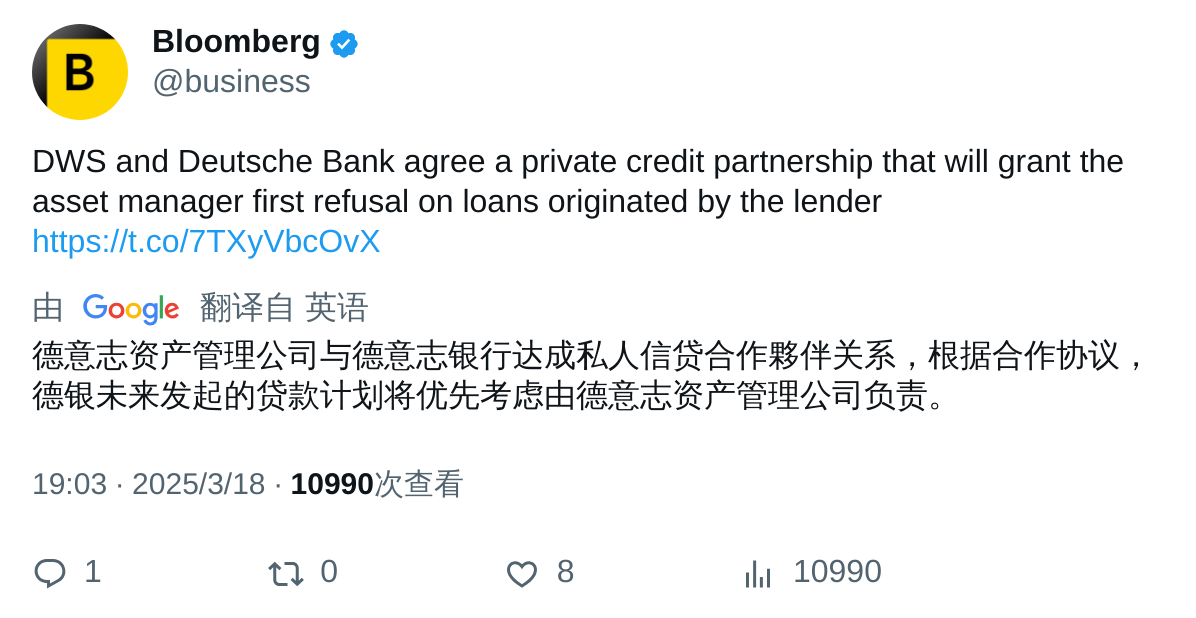 B
Bloomberg
@business
DWS and Deutsche Bank agree a private credit partnership that will grant the
asset manager first refusal on loans originated by the lender
https://t.co/7TXyVbcOvX
由 Google 翻译自 英语
德意志资产管理公司与德意志银行达成私人信贷合作夥伴关系，根据合作协议，
德银未来发起的贷款计划将优先考虑由德意志资产管理公司负责。
19:03 · 2025/3/18 · 10990次查看
1 0 8 10990